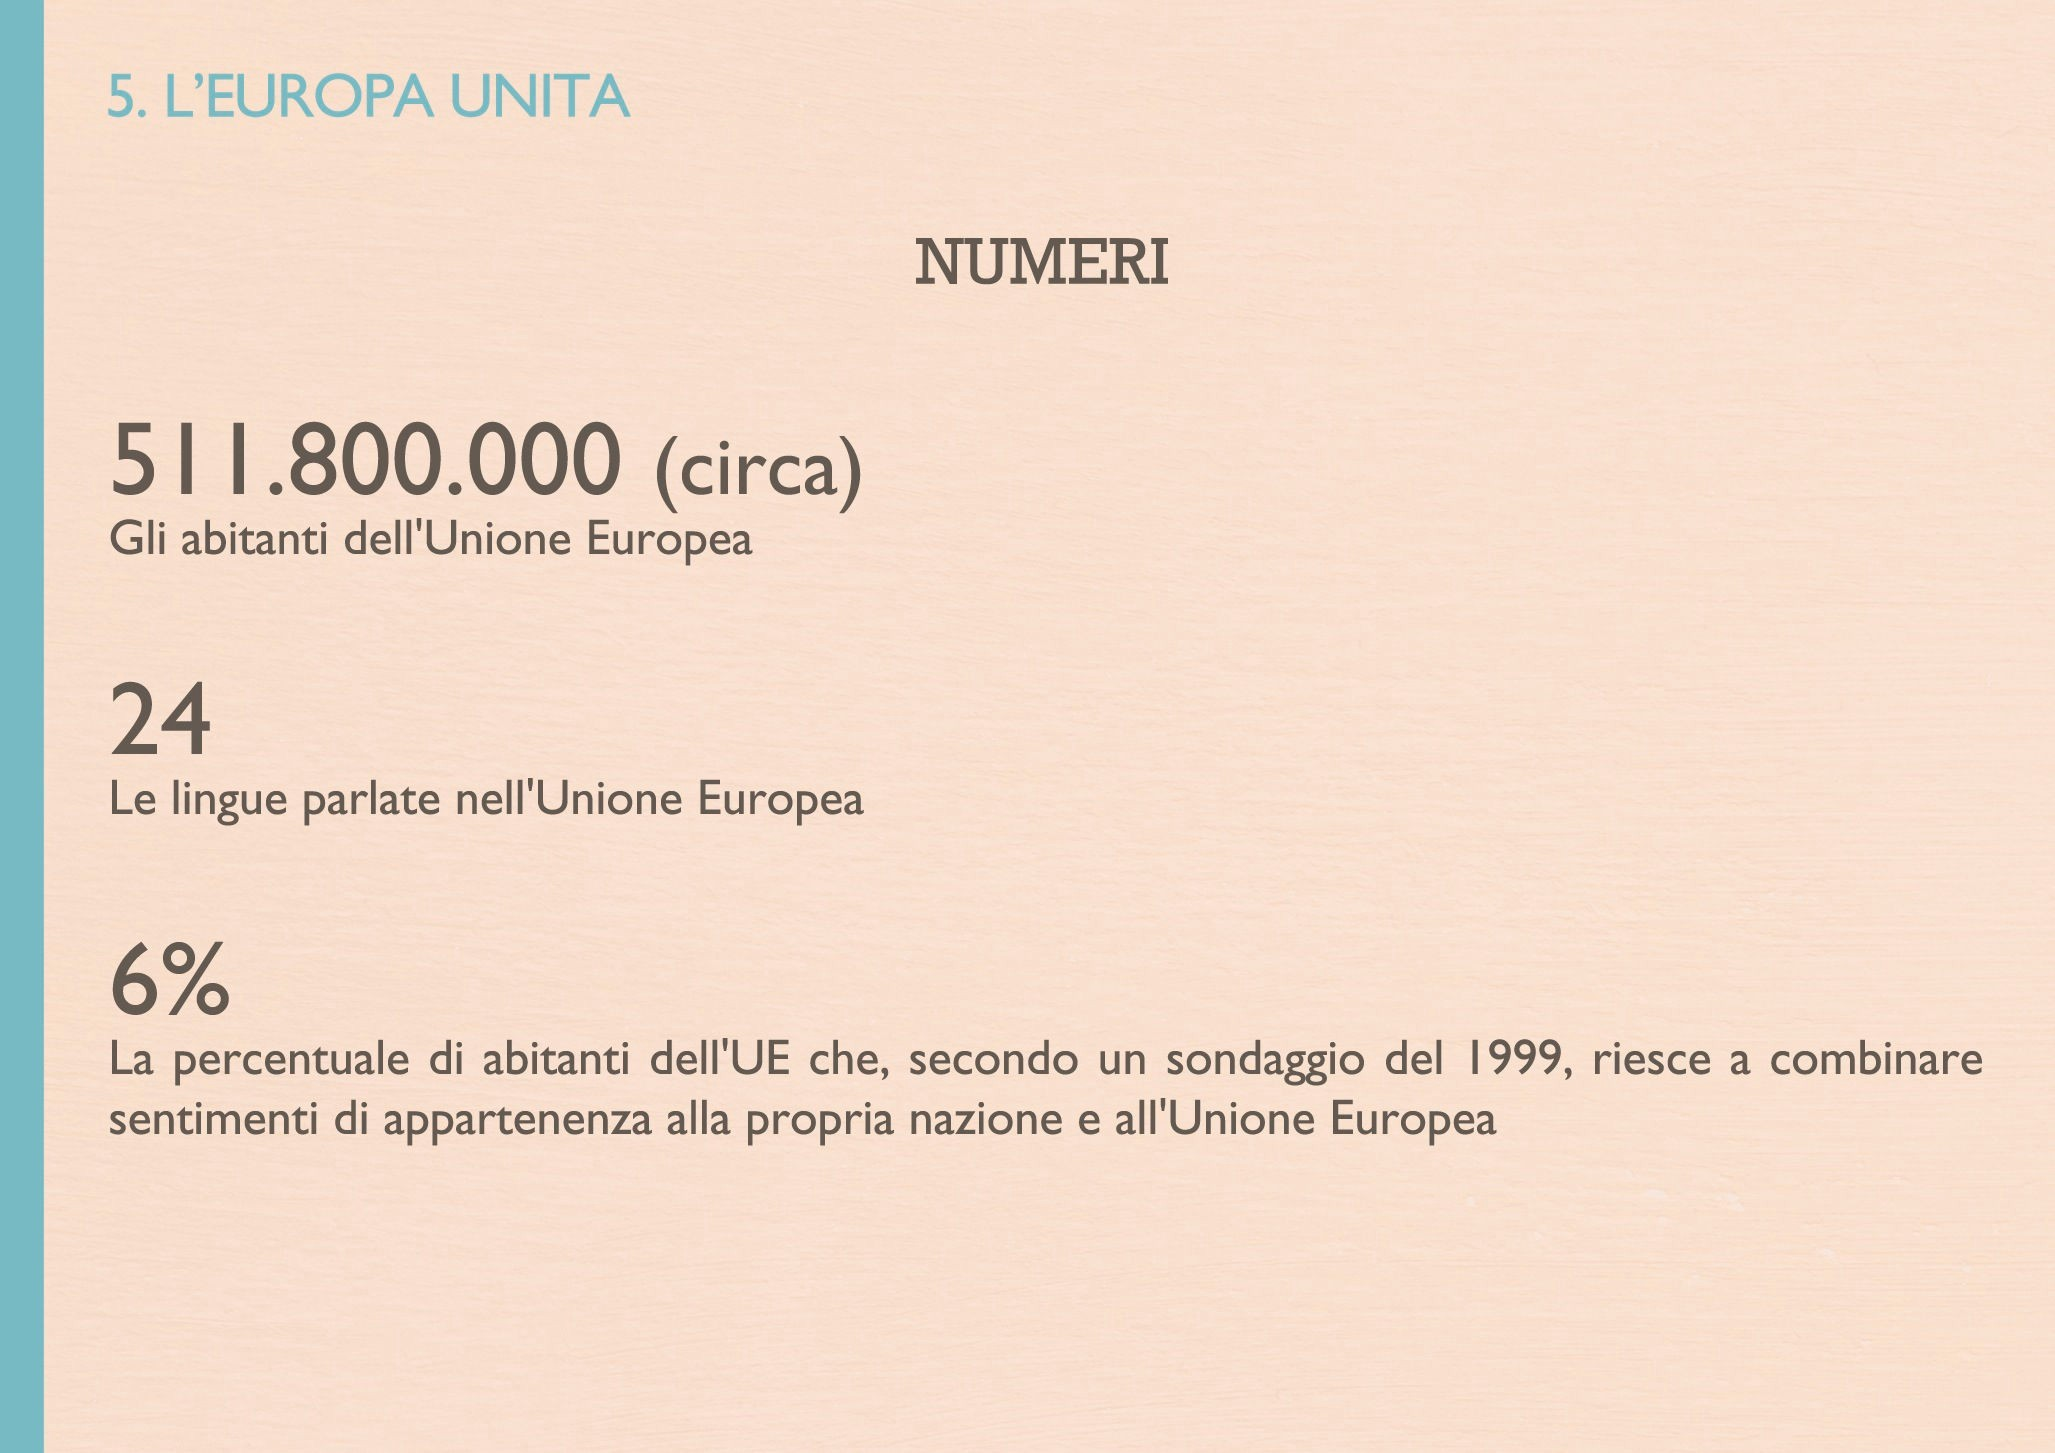 5. L’EUROPA UNITA
NUMERI
511.800.000 (circa)
Gli abitanti dell'Unione Europea
24
Le lingue parlate nell'Unione Europea
6%
La percentuale di abitanti dell'UE che, secondo un sondaggio del 1999, riesce a combinare
sentimenti di appartenenza alla propria nazione e all'Unione Europea